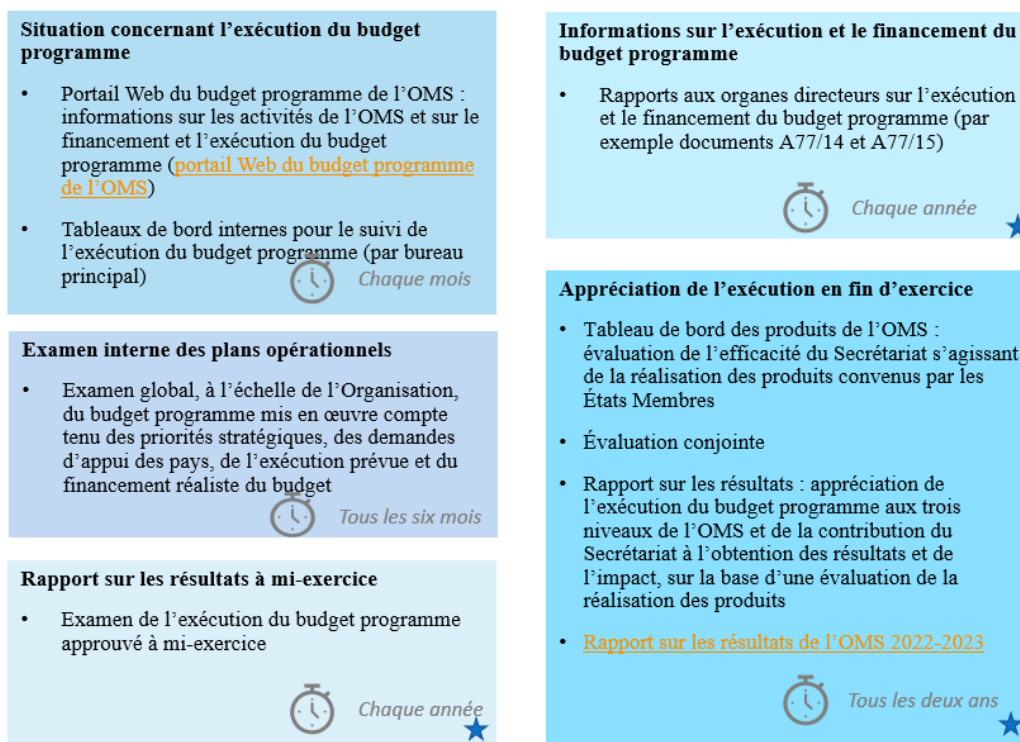 Situation concernant l’exécution du budget
programme
• Portail Web du budget programme de l’OMS :
informations sur les activités de l’OMS et sur le
financement et l’exécution du budget
programme (portail Web du budget programme
de l’OMS)
• Tableaux de bord internes pour le suivi de
l’exécution du budget programme (par bureau
principal)
Chaque mois
Examen interne des plans opérationnels
• Examen global, à l’échelle de l’Organisation,
du budget programme mis en œuvre compte
tenu des priorités stratégiques, des demandes
d’appui des pays, de l’exécution prévue et du
financement réaliste du budget
Tous les six mois
Rapport sur les résultats à mi-exercice
• Examen de l’exécution du budget programme
approuvé à mi-exercice
Chaque année
Informations sur l’exécution et le financement du
budget programme
• Rapports aux organes directeurs sur l’exécution
et le financement du budget programme (par
exemple documents A77/14 et A77/15)
Chaque année
Appréciation de l’exécution en fin d’exercice
• Tableau de bord des produits de l’OMS :
évaluation de l’efficacité du Secrétariat s’agissant
de la réalisation des produits convenus par les
États Membres
• Évaluation conjointe
• Rapport sur les résultats : appréciation de
l’exécution du budget programme aux trois
niveaux de l’OMS et de la contribution du
Secrétariat à l’obtention des résultats et de
l’impact, sur la base d’une évaluation de la
réalisation des produits
• Rapport sur les résultats de l’OMS 2022-2023
Tous les deux ans